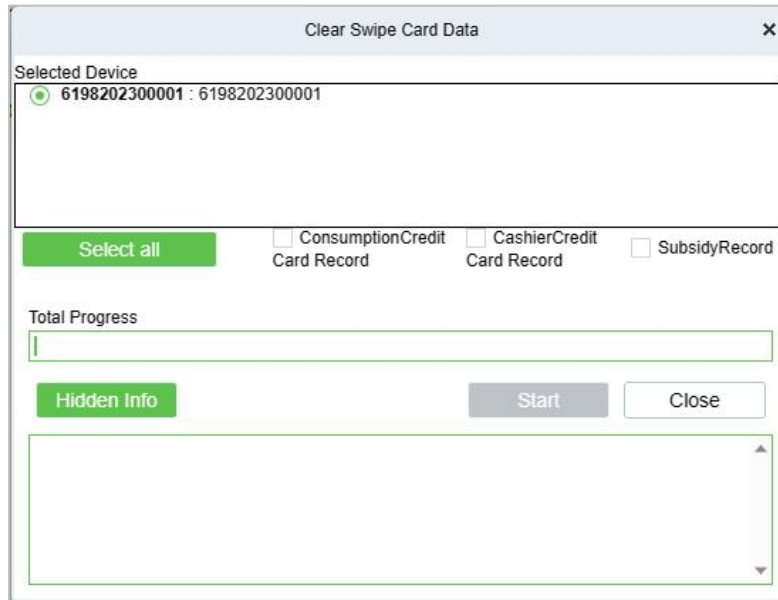 Clear Swipe Card Data
Selected Device
6198202300001 : 6198202300001
Select all
ConsumptionCredit
Card Record
CashierCredit
Card Record
SubsidyRecord
Total Progress
Hidden Info
Start
Close